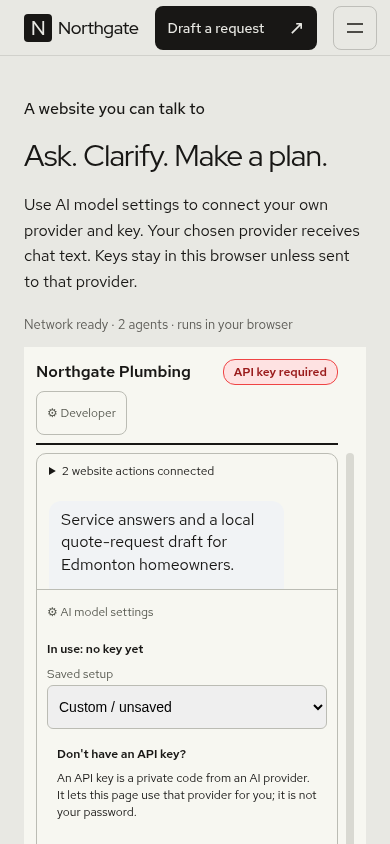 N Northgate
Draft a request ↗
A website you can talk to
Ask. Clarify. Make a plan.
Use AI model settings to connect your own
provider and key. Your chosen provider receives
chat text. Keys stay in this browser unless sent
to that provider.
Network ready · 2 agents · runs in your browser
Northgate Plumbing
API key required
⚙ Developer
▶ 2 website actions connected
Service answers and a local
quote-request draft for
Edmonton homeowners.
⚙ AI model settings
In use: no key yet
Saved setup
Custom / unsaved
Don't have an API key?
An API key is a private code from an AI provider.
It lets this page use that provider for you; it is not
your password.